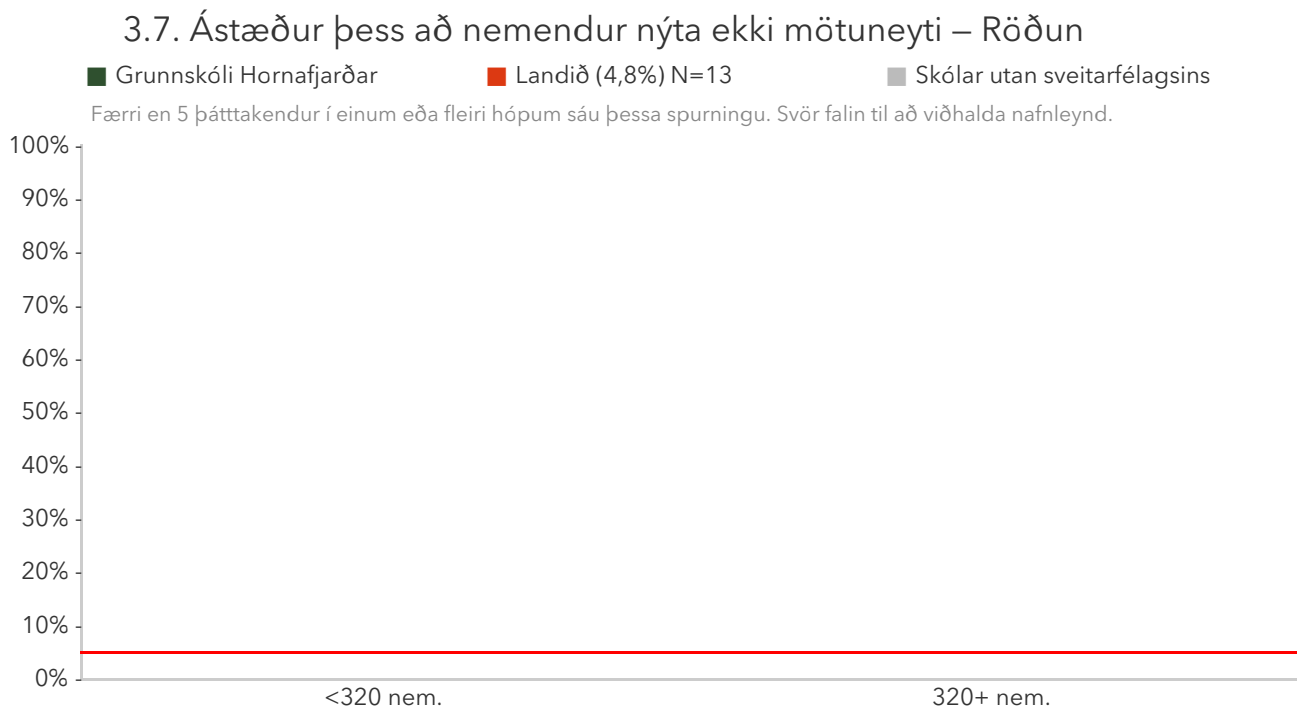 3.7. Ástæður þess að nemendur nýta ekki mötuneyti – Röðun
Grunnskóli Hornafjarðar Landið (4,8%) N=13 Skólar utan sveitarfélagsins
Færri en 5 þátttakendur í einum eða fleiri hópum sáu þessa spurningu. Svör falin til að viðhalda nafnleynd.
100%
90%
80%
70%
60%
50%
40%
30%
20%
10%
0%
<320 nem. 320+ nem.